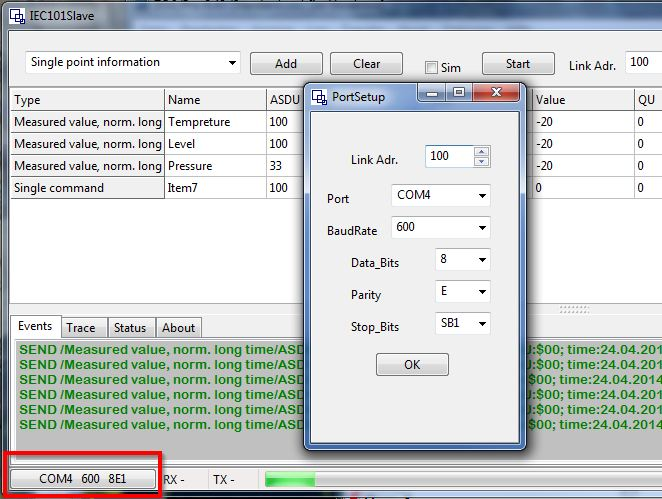 IEC101Slave
Single point information Add Clear Sim Start Link Adr. 100
Type Name ASDU Value QU
Measured value, norm. long Tempreture 100 -20 0
Measured value, norm. long Level 100 -20 0
Measured value, norm. long Pressure 33 -20 0
Single command Item7 100 0 0
PortSetup
Link Adr. 100
Port COM4
BaudRate 600
Data_Bits 8
Parity E
Stop_Bits SB1
OK
Events Trace Status About
SEND /Measured value, norm. long time/ASD U:$00; time:24.04.201
SEND /Measured value, norm. long time/ASD $00; time:24.04.2014
SEND /Measured value, norm. long time/ASD $00; time:24.04.2014
SEND /Measured value, norm. long time/ASD U:$00; time:24.04.201
SEND /Measured value, norm. long time/ASD $00; time:24.04.2014
SEND /Measured value, norm. long time/ASD $00; time:24.04.2014
COM4 600 8E1 RX - TX -